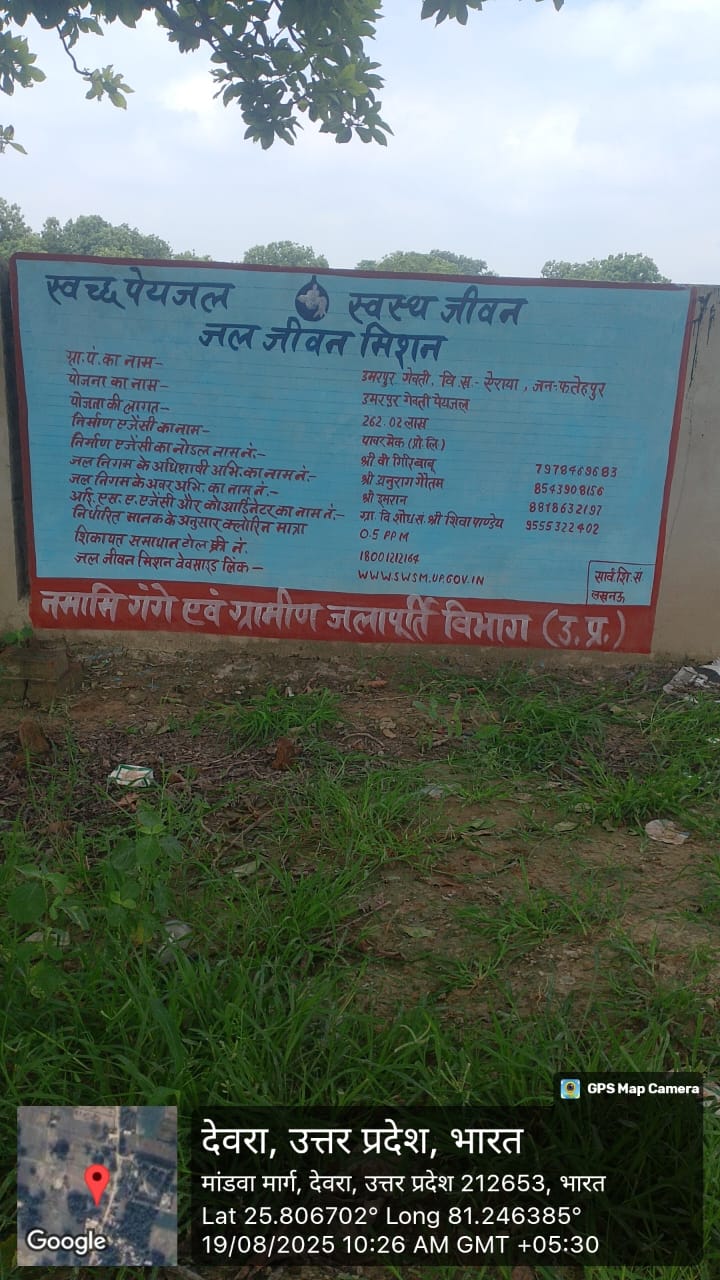 स्वच्छ पेयजल स्वस्थ जीवन
जल जीवन मिशन
ग्रा.पं.का नाम- उमरपुर गेवती, वि.स.- ऐराया, जन:-फतेहपुर
योजना का नाम- उमरपुर गेवती पेयजल
योजना की लागत- 262.02 लाख
निर्माण एजेंसी का नाम- पावरमेक (प्रो.लि)
निर्माण एजेंसी का नोडल नाम नं:- श्री बी गिरिबाबू 7978469683
जल निगम के अधिशाषी अभि.का नाम नं:- श्री अनुराग गौतम 8543908156
जल निगम के अवर अभि. का नाम नं.- श्री इमरान 8818632197
आई. एस. ए. एजेंसी और कोआर्डिनेटर का नाम नं.- ग्रा. वि. शोध सं. श्री शिवा पाण्डेय 9555322402
निर्धारित मानक के अनुसार क्लोरिन मात्रा 0.5 PPM
शिकायत समाधान टोल फ्री नं. 18001212164
जल जीवन मिशन वेवसाइड लिंक- WWW.SWSM.UP.GOV.IN
सार्व.शि.सं
लखनऊ
नमामि गंगे एवं ग्रामीण जलापूर्ति विभाग (उ.प्र.)
GPS Map Camera
देवरा, उत्तर प्रदेश, भारत
मांडवा मार्ग, देवरा, उत्तर प्रदेश 212653, भारत
Lat 25.806702° Long 81.246385°
19/08/2025 10:26 AM GMT +05:30
Google